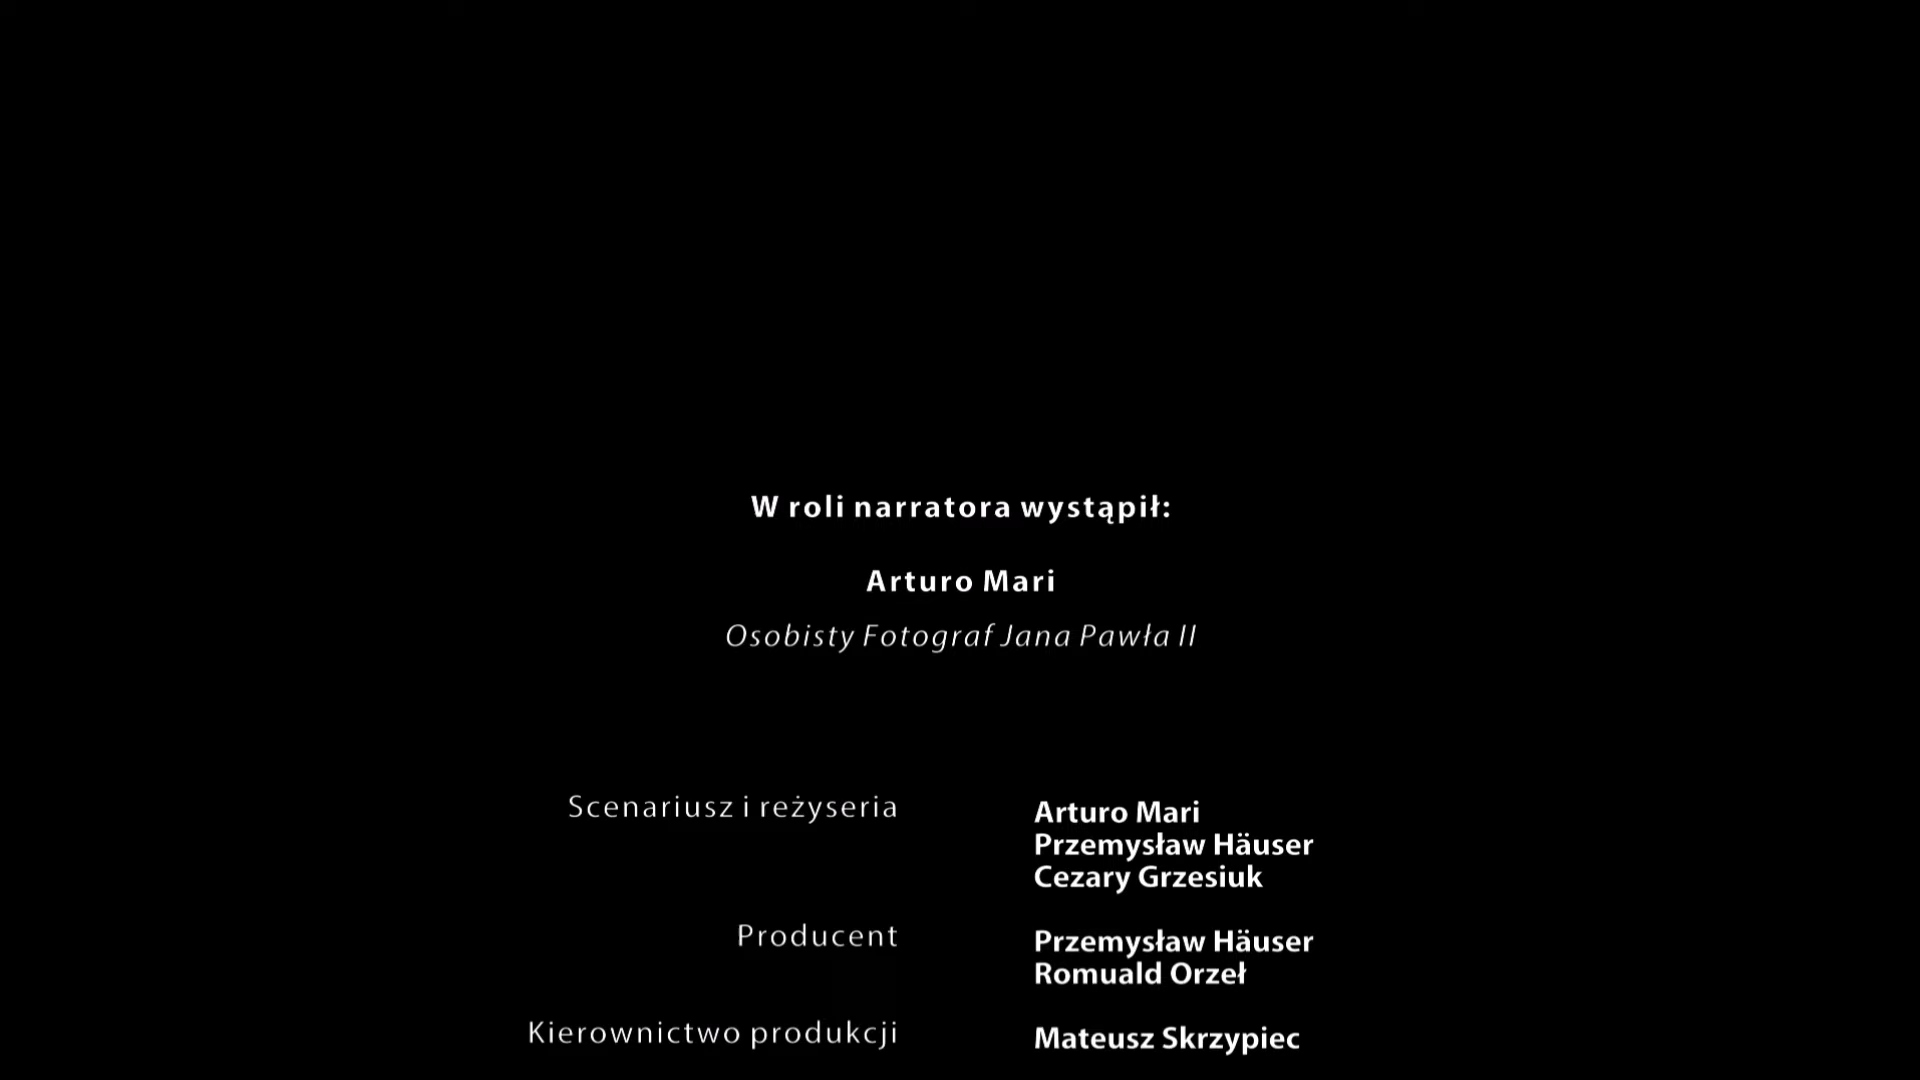 W roli narratora wystąpił:
Arturo Mari
Osobisty Fotograf Jana Pawła II
Scenariusz i reżyseria
Arturo Mari
Przemysław Häuser
Cezary Grzesiuk
Producent
Przemysław Häuser
Romuald Orzeł
Kierownictwo produkcji
Mateusz Skrzypiec